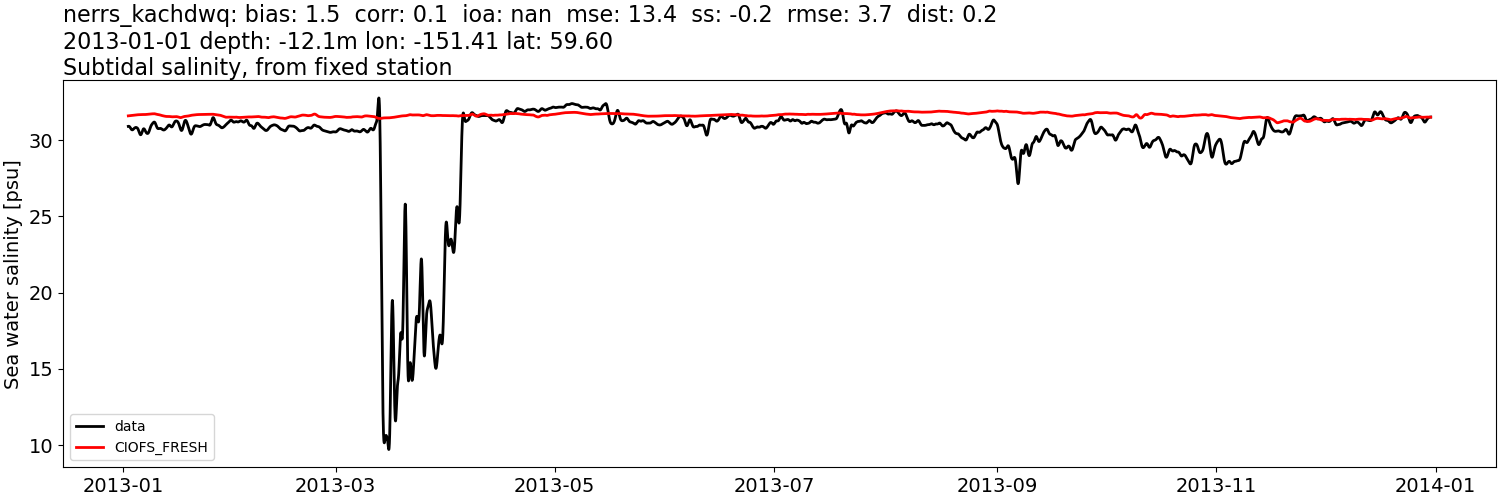 nerrs_kachdwq: bias: 1.5  corr: 0.1  ioa: nan  mse: 13.4  ss: -0.2  rmse: 3.7  dist: 0.2
2013-01-01 depth: -12.1m lon: -151.41 lat: 59.60
Subtidal salinity, from fixed station
Sea water salinity [psu]
30
25
20
15
10
data
CIOFS_FRESH
2013-01
2013-03
2013-05
2013-07
2013-09
2013-11
2014-01